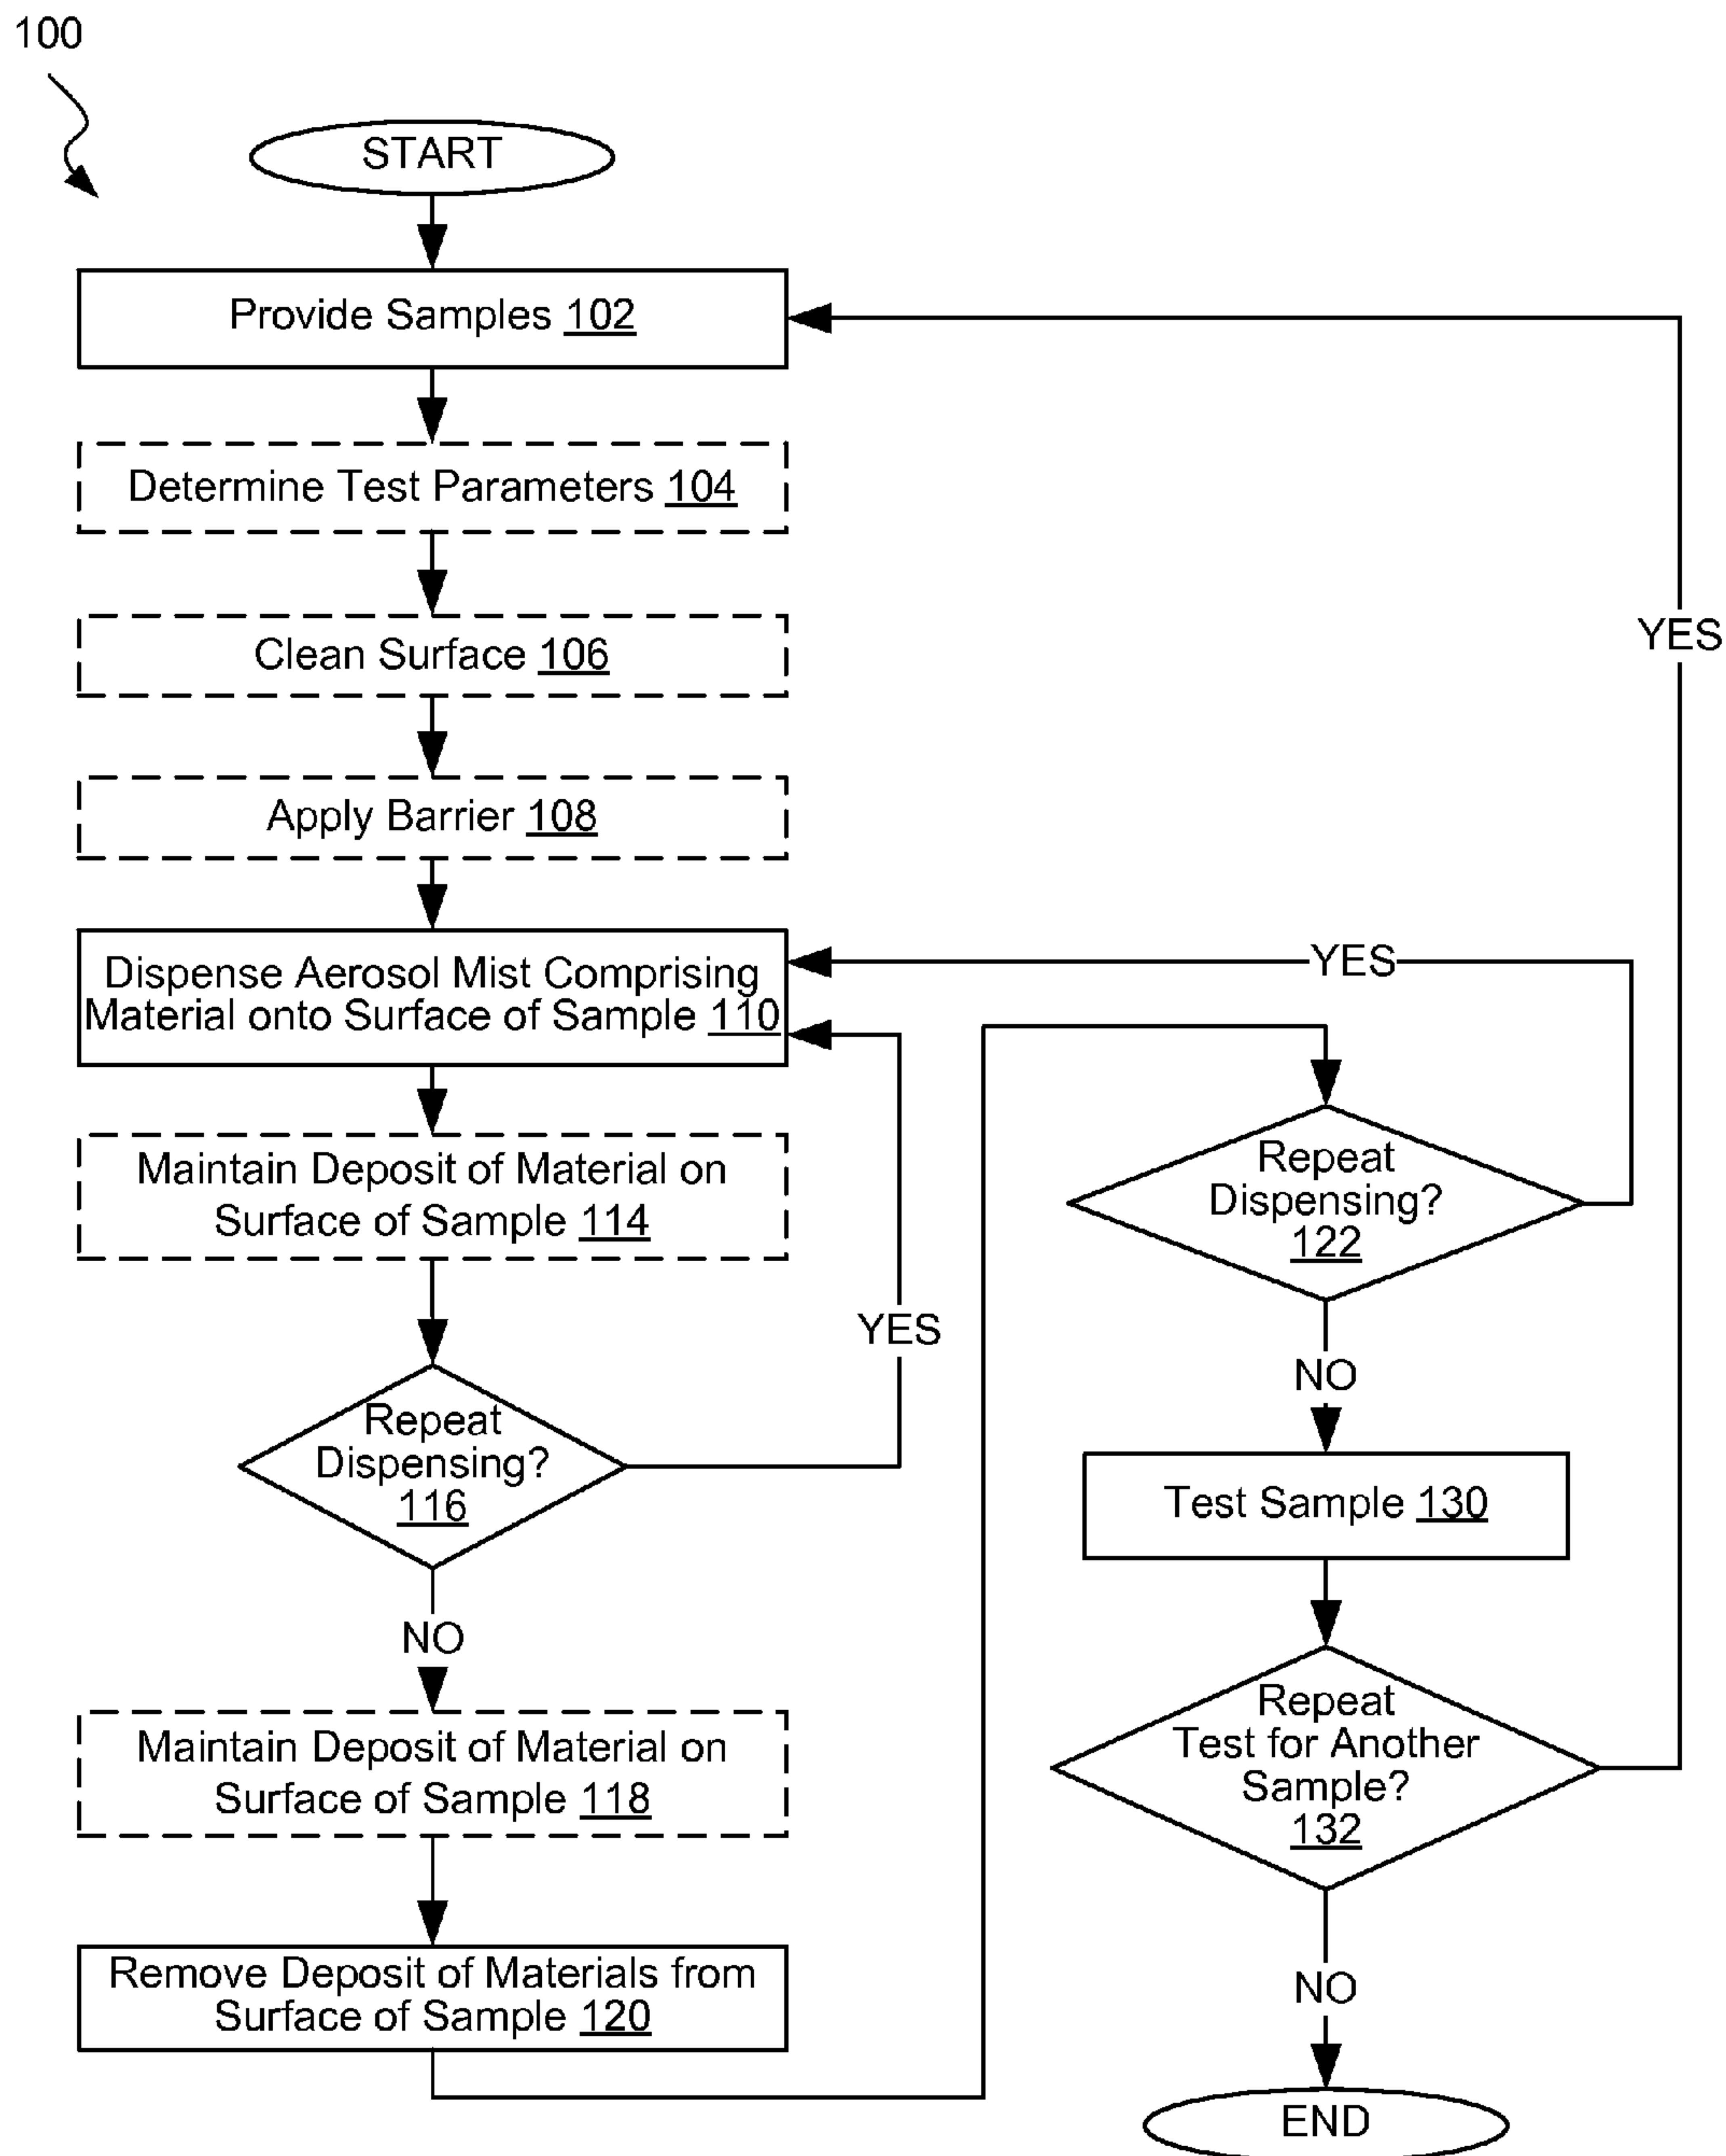 100
START
Provide Samples 102
Determine Test Parameters 104
Clean Surface 106
Apply Barrier 108
Dispense Aerosol Mist Comprising
Material onto Surface of Sample 110
Maintain Deposit of Material on
Surface of Sample 114
YES
Repeat
Dispensing?
116
NO
Maintain Deposit of Material on
Surface of Sample 118
Remove Deposit of Materials from
Surface of Sample 120
YES
Repeat
Dispensing?
122
NO
Test Sample 130
YES
Repeat
Test for Another
Sample?
132
NO
END